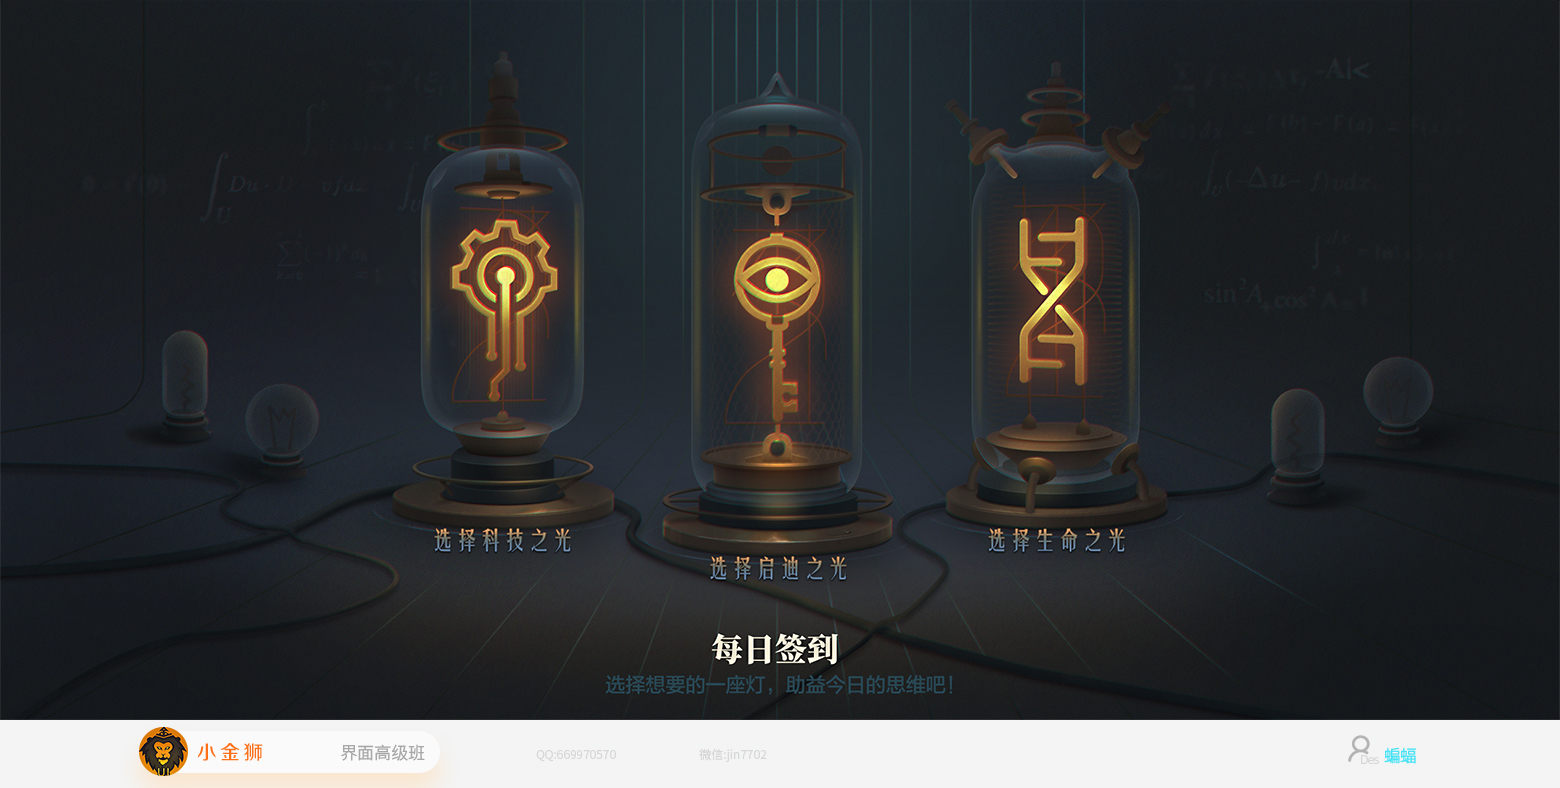 -A|<
sin²A
选择科技之光
选择生命之光
选择启迪之光
每日签到
选择想要的一座灯，助益今日的思维吧！
小金狮 界面高级班 QQ:669970570 微信:jin7702 Des 蝙蝠